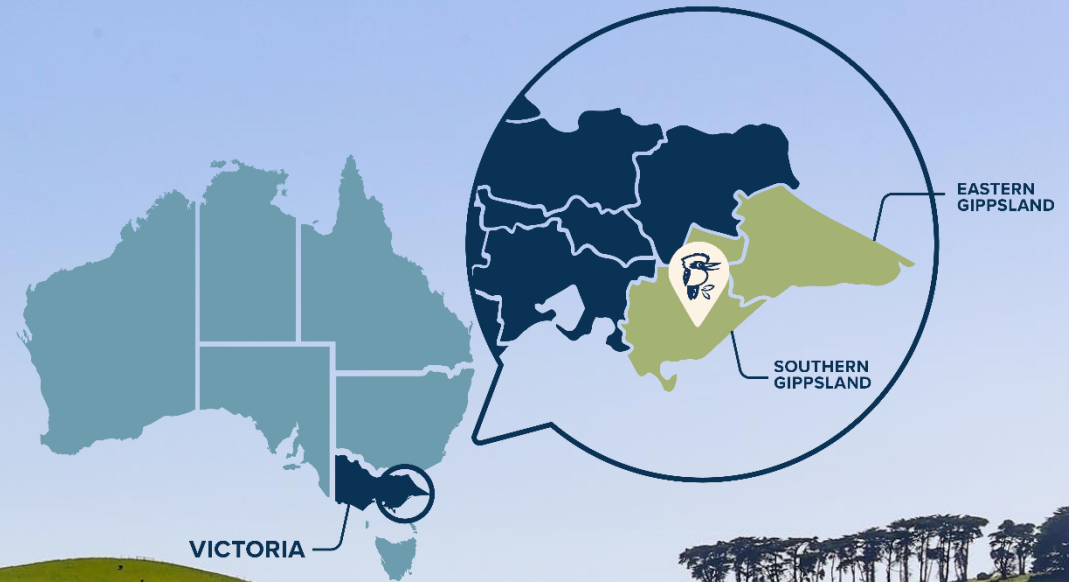 EASTERN
GIPPSLAND
SOUTHERN
GIPPSLAND
VICTORIA